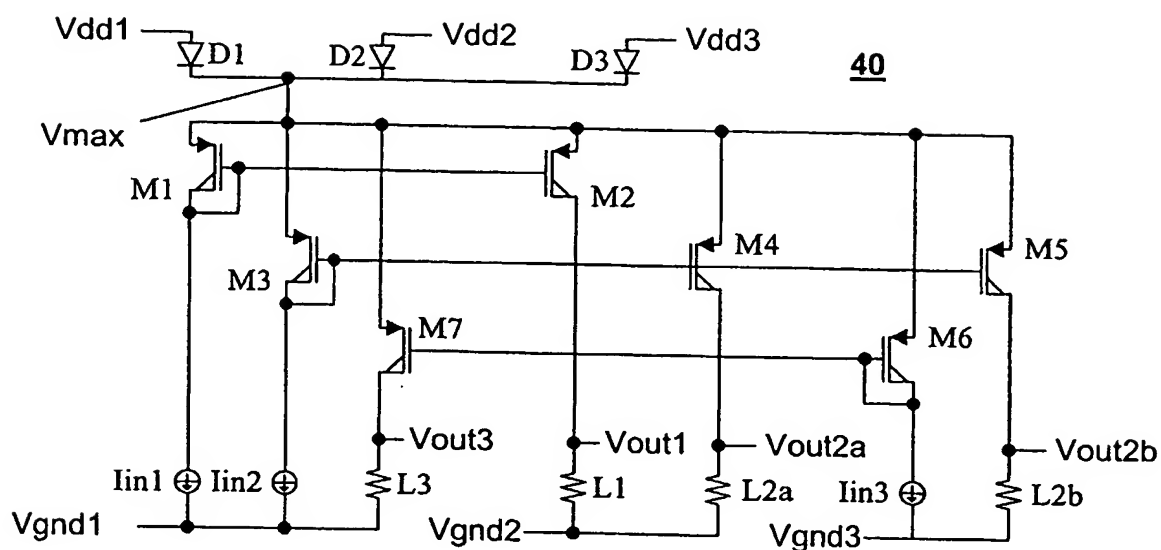 Vdd1
D1
D2
Vdd2
D3
Vdd3
40
Vmax
M1
M2
M3
M4
M5
M7
M6
Vout3
Vout1
Vout2a
Vout2b
Iin1
Iin2
L3
L1
L2a
Iin3
L2b
Vgnd1
Vgnd2
Vgnd3